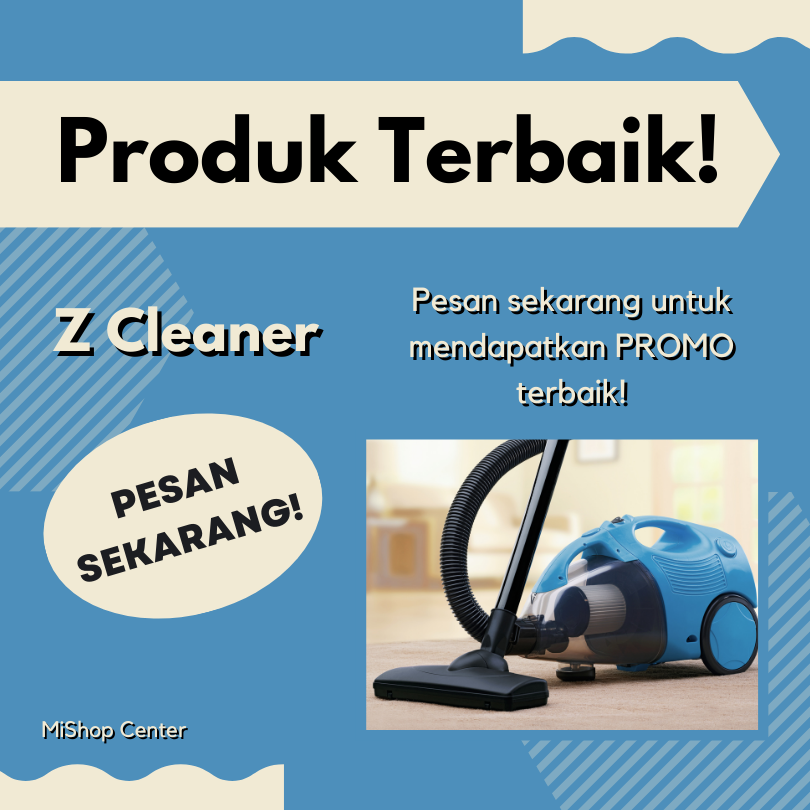 Produk Terbaik!
Z Cleaner
Pesan sekarang untuk
mendapatkan PROMO
terbaik!
PESAN
SEKARANG!
MiShop Center